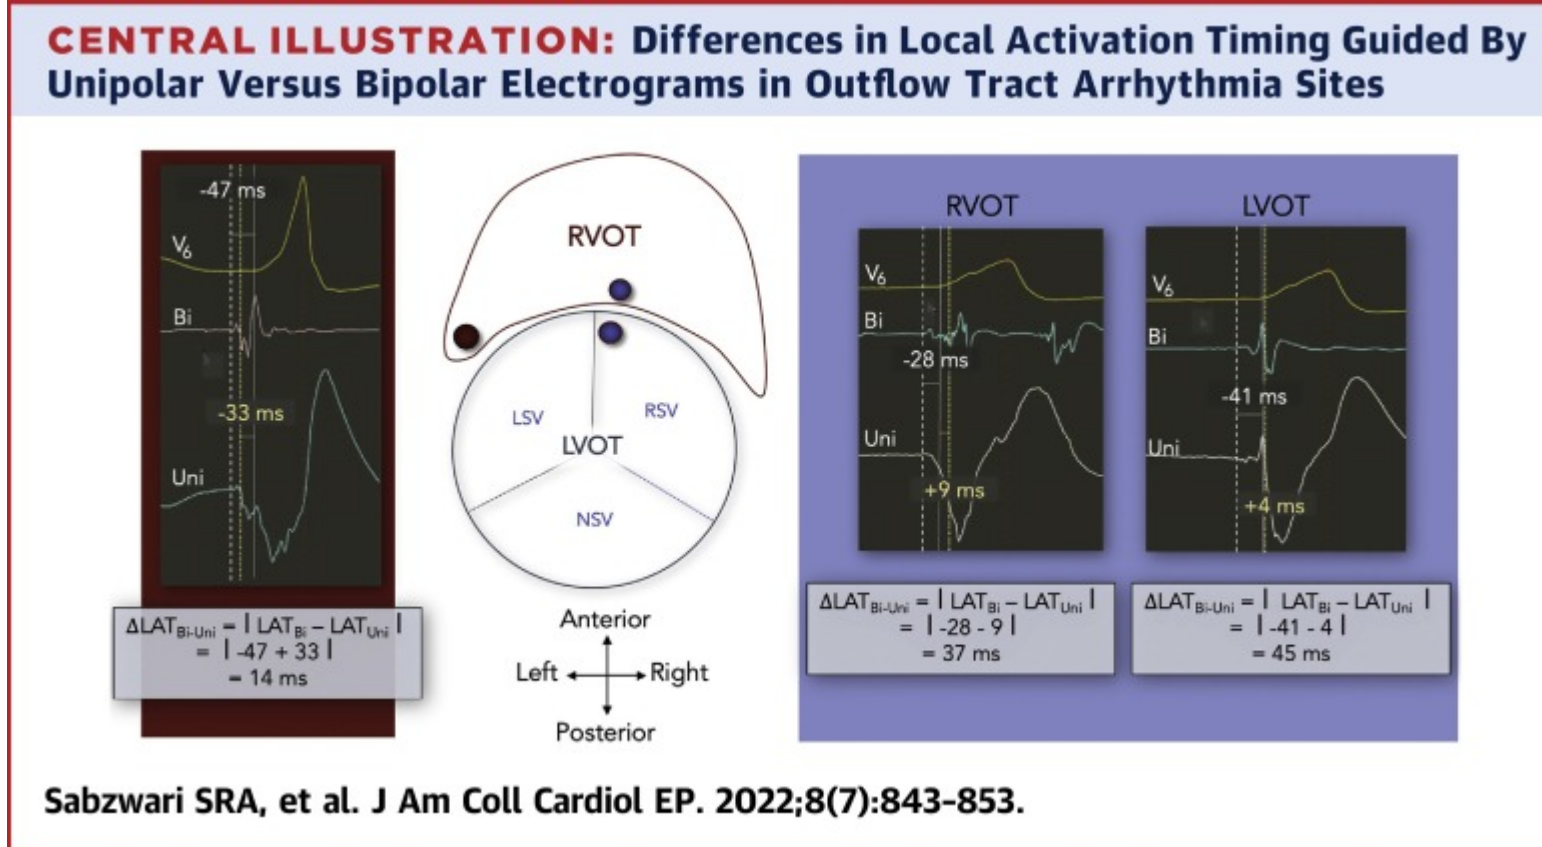 CENTRAL ILLUSTRATION: Differences in Local Activation Timing Guided By
Unipolar Versus Bipolar Electrograms in Outflow Tract Arrhythmia Sites
-47 ms
V6
Bi
-33 ms
Uni
ΔLATBi-Uni = | LATBi – LATUni |
= | -47 + 33 |
= 14 ms
RVOT
LSV
RSV
LVOT
NSV
Anterior
Left
Right
Posterior
RVOT
V6
Bi
-28 ms
Uni
+9 ms
ΔLATBi-Uni = | LATBi – LATUni |
= | -28 - 9 |
= 37 ms
LVOT
V6
Bi
-41 ms
Uni
+4 ms
ΔLATBi-Uni = | LATBi – LATUni |
= | -41 - 4 |
= 45 ms
Sabzwari SRA, et al. J Am Coll Cardiol EP. 2022;8(7):843–853.